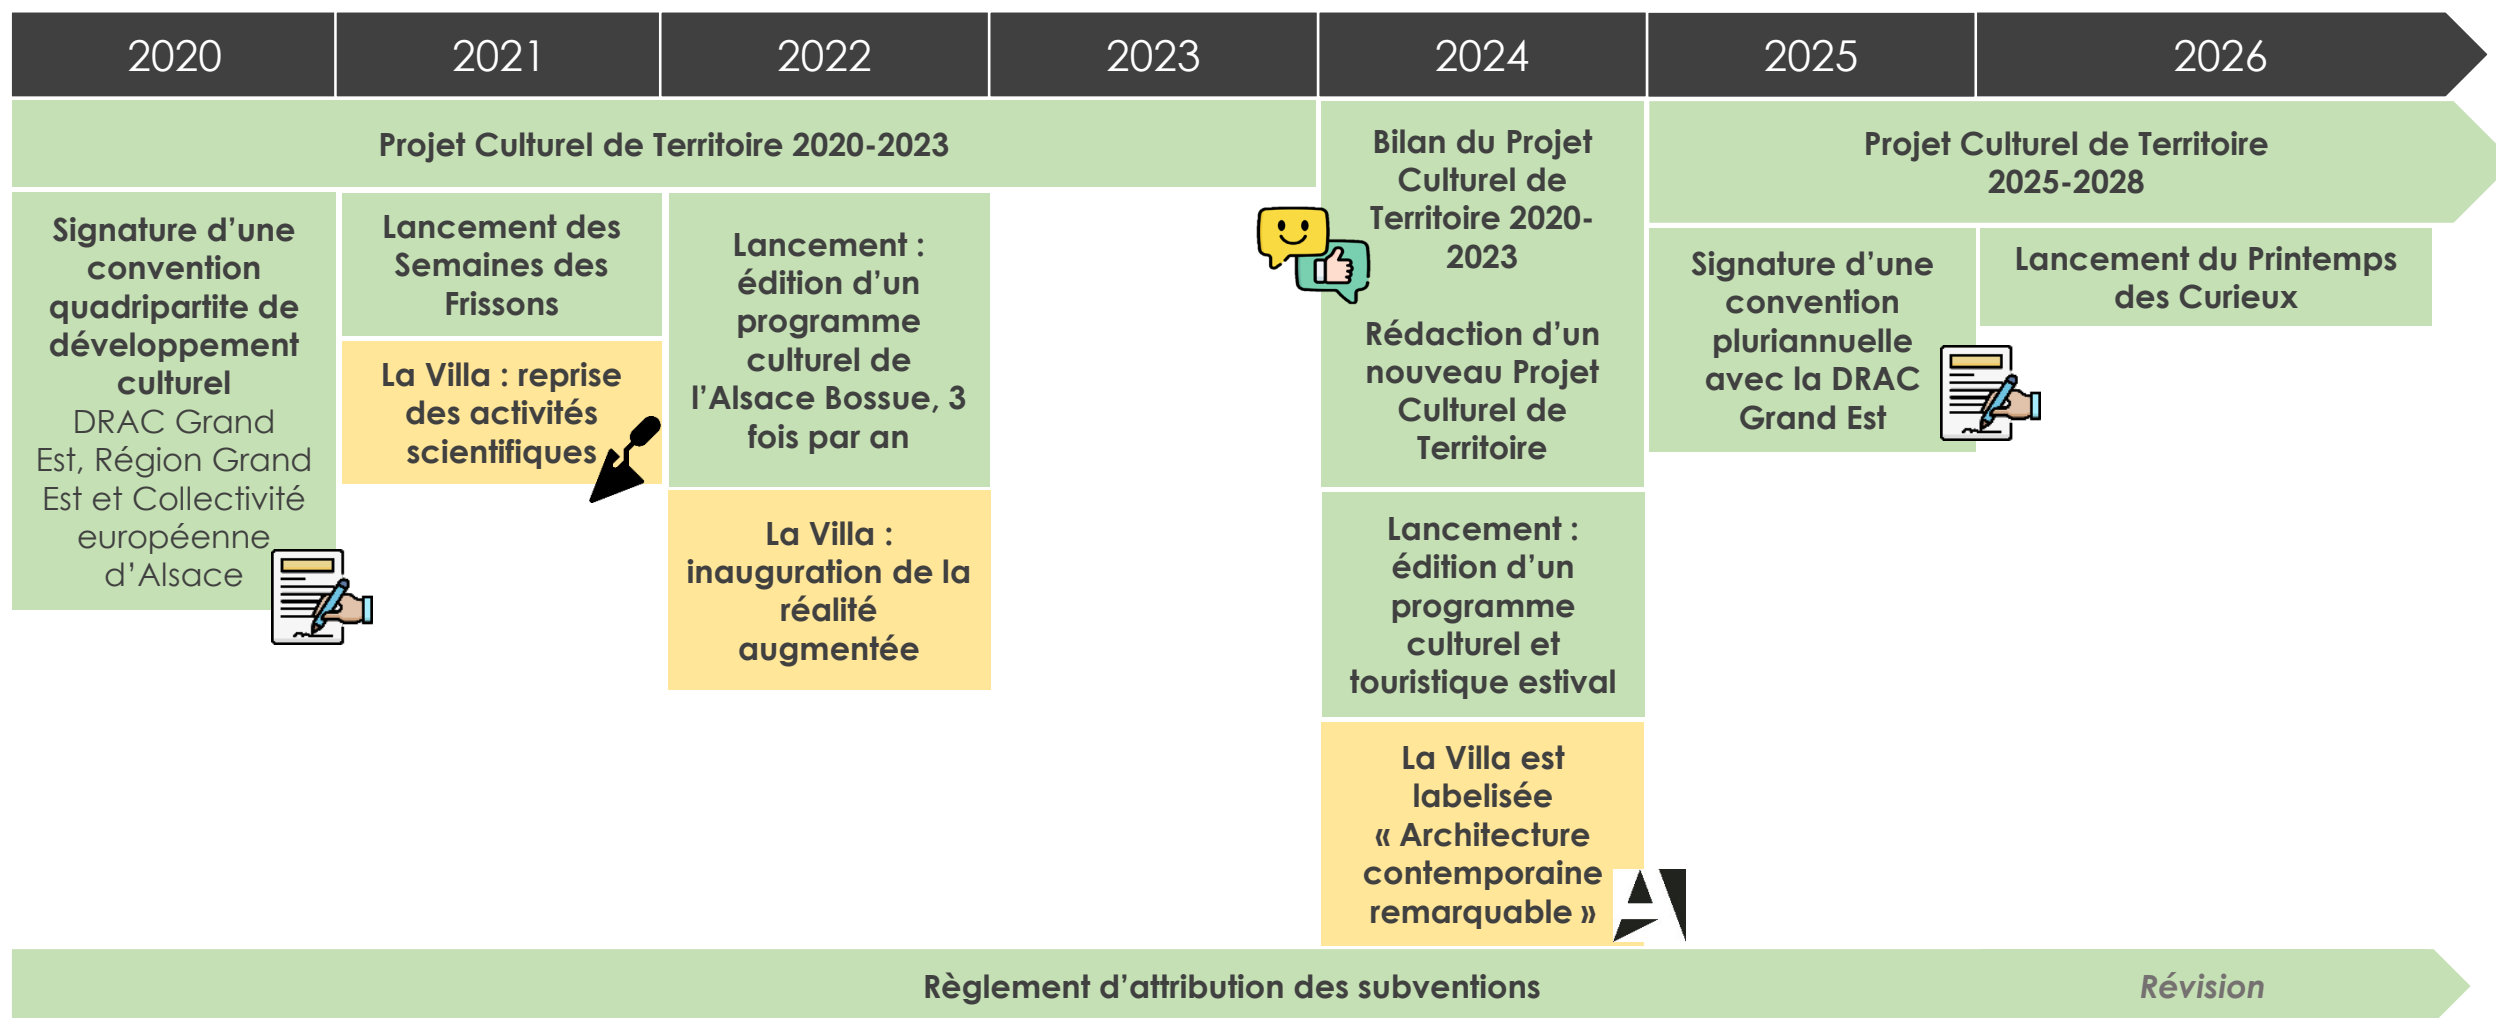 2020
2021
2022
2023
2024
2025
2026
Projet Culturel de Territoire 2020-2023
Bilan du Projet
Culturel de
Territoire 2020-
2023
Rédaction d’un
nouveau Projet
Culturel de
Territoire
Projet Culturel de Territoire
2025-2028
Signature d’une
convention
quadripartite de
développement
culturel
DRAC Grand
Est, Région Grand
Est et Collectivité
européenne
d’Alsace
Lancement des
Semaines des
Frissons
La Villa : reprise
des activités
scientifiques
Lancement :
édition d’un
programme
culturel de
l’Alsace Bossue, 3
fois par an
La Villa :
inauguration de la
réalité
augmentée
Lancement :
édition d’un
programme
culturel et
touristique estival
La Villa est
labelisée
« Architecture
contemporaine
remarquable »
Signature d’une
convention
pluriannuelle
avec la DRAC
Grand Est
Lancement du Printemps
des Curieux
Règlement d’attribution des subventions
Révision